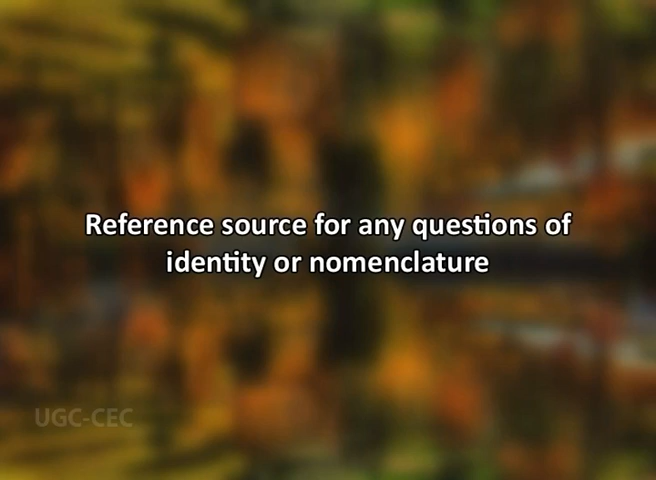 Reference source for any questions of
identity or nomenclature
UGC-CEC